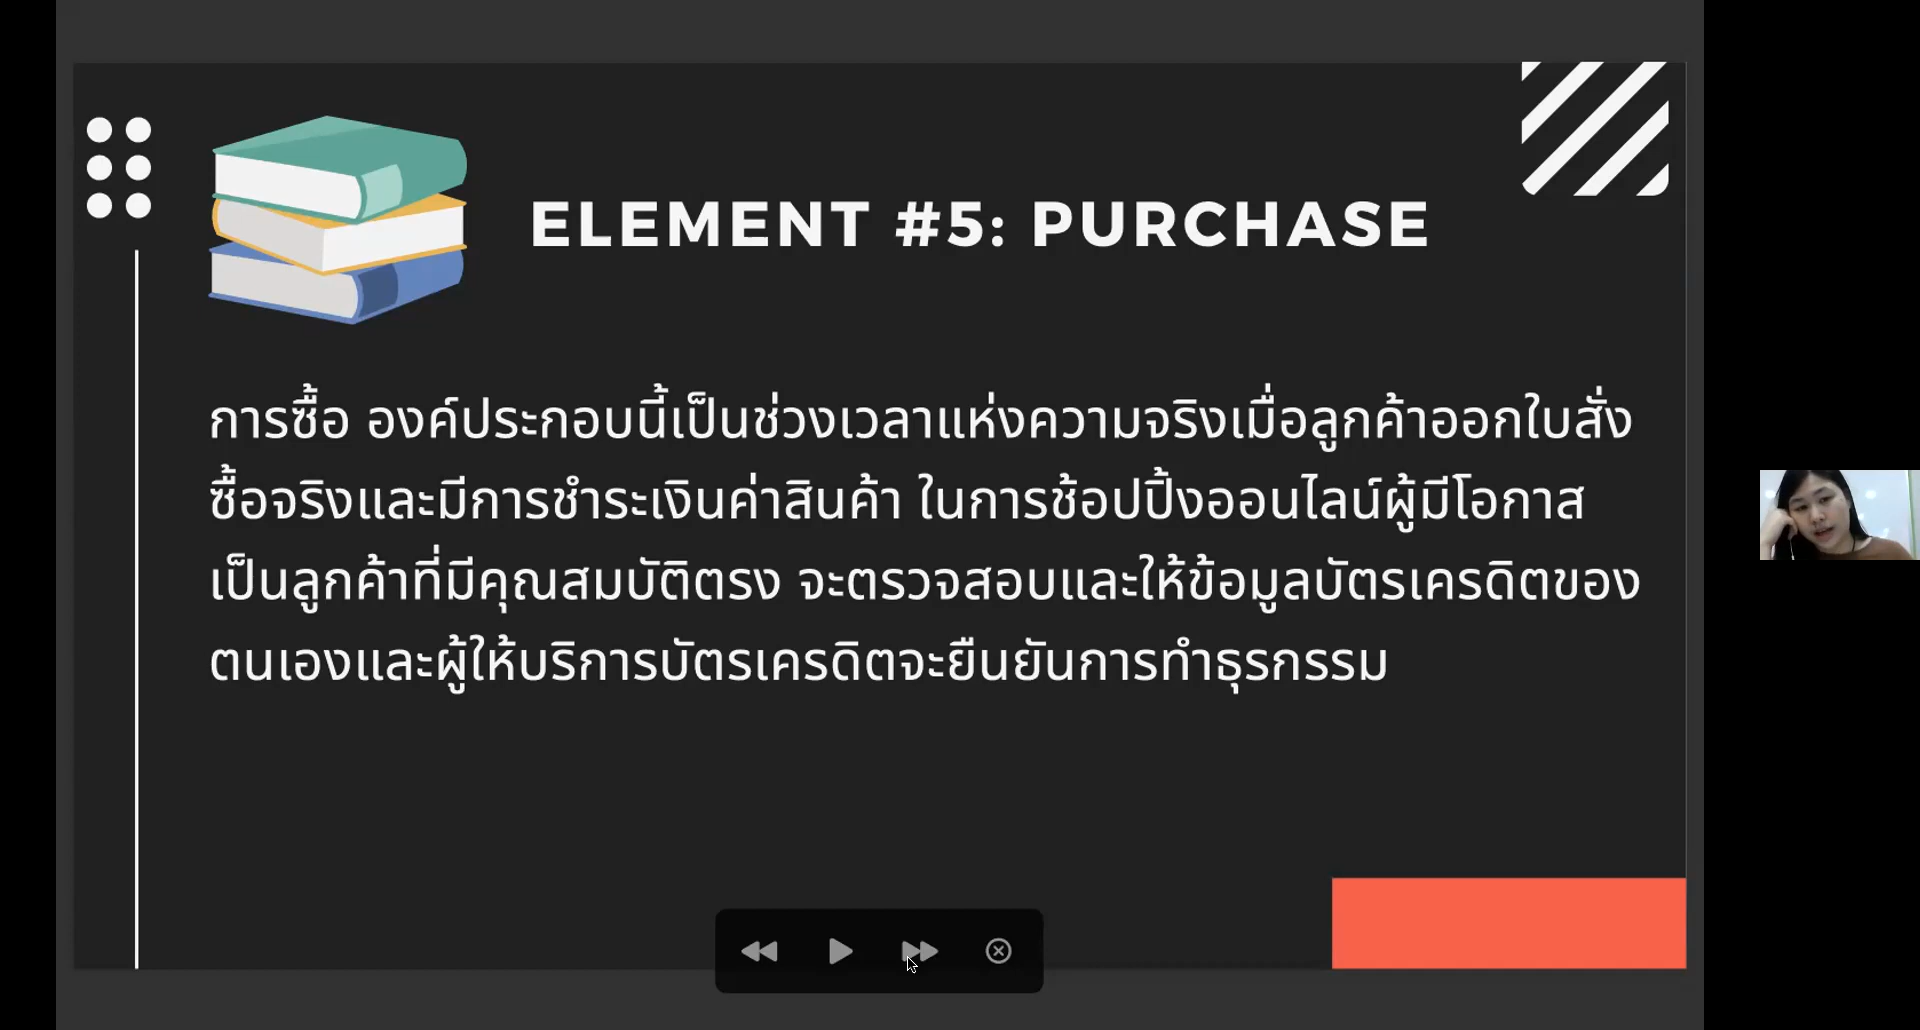 ELEMENT #5: PURCHASE
การซื้อ องค์ประกอบนี้เป็นช่วงเวลาแห่งความจริงเมื่อลูกค้าออกใบสั่ง
ซื้อจริงและมีการชำระเงินค่าสินค้า ในการช้อปปิ้งออนไลน์ผู้มีโอกาส
เป็นลูกค้าที่มีคุณสมบัติตรง จะตรวจสอบและให้ข้อมูลบัตรเครดิตของ
ตนเองและผู้ให้บริการบัตรเครดิตจะยืนยันการทำธุรกรรม